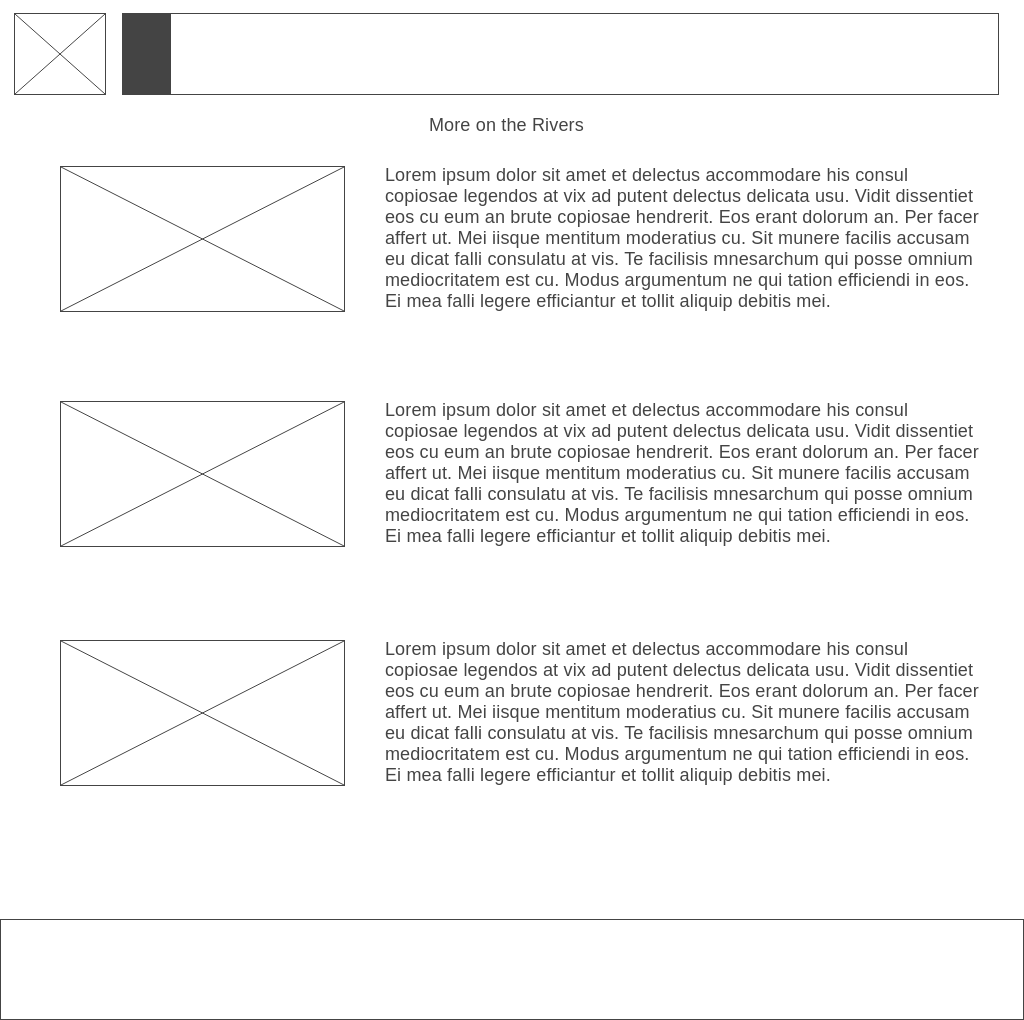 More on the Rivers
Lorem ipsum dolor sit amet et delectus accommodare his consul
copiosae legendos at vix ad putent delectus delicata usu. Vidit dissentiet
eos cu eum an brute copiosae hendrerit. Eos erant dolorum an. Per facer
affert ut. Mei iisque mentitum moderatius cu. Sit munere facilis accusam
eu dicat falli consulatu at vis. Te facilisis mnesarchum qui posse omnium
mediocritatem est cu. Modus argumentum ne qui tation efficiendi in eos.
Ei mea falli legere efficiantur et tollit aliquip debitis mei.
Lorem ipsum dolor sit amet et delectus accommodare his consul
copiosae legendos at vix ad putent delectus delicata usu. Vidit dissentiet
eos cu eum an brute copiosae hendrerit. Eos erant dolorum an. Per facer
affert ut. Mei iisque mentitum moderatius cu. Sit munere facilis accusam
eu dicat falli consulatu at vis. Te facilisis mnesarchum qui posse omnium
mediocritatem est cu. Modus argumentum ne qui tation efficiendi in eos.
Ei mea falli legere efficiantur et tollit aliquip debitis mei.
Lorem ipsum dolor sit amet et delectus accommodare his consul
copiosae legendos at vix ad putent delectus delicata usu. Vidit dissentiet
eos cu eum an brute copiosae hendrerit. Eos erant dolorum an. Per facer
affert ut. Mei iisque mentitum moderatius cu. Sit munere facilis accusam
eu dicat falli consulatu at vis. Te facilisis mnesarchum qui posse omnium
mediocritatem est cu. Modus argumentum ne qui tation efficiendi in eos.
Ei mea falli legere efficiantur et tollit aliquip debitis mei.